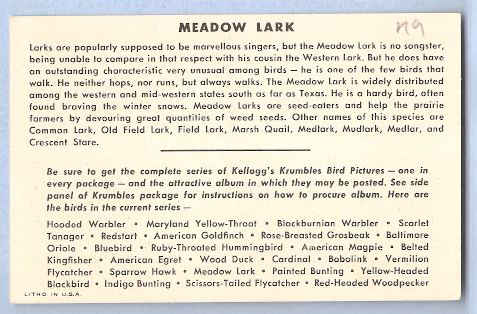 MEADOW LARK
Larks are popularly supposed to be marvellous singers, but the Meadow Lark is no songster,
being unable to compare in that respect with his cousin the Western Lark. But he does have
an outstanding characteristic very unusual among birds — he is one of the few birds that
walk. He neither hops, nor runs, but always walks. The Meadow Lark is widely distributed
among the western and mid-western states south as far as Texas. He is a hardy bird, often
found braving the winter snows. Meadow Larks are seed-eaters and help the prairie
farmers by devouring great quantities of weed seeds. Other names of this species are
Common Lark, Old Field Lark, Field Lark, Marsh Quail, Medlark, Mudlark, Medlar, and
Crescent Stare.
Be sure to get the complete series of Kellogg's Krumbles Bird Pictures — one in
every package — and the attractive album in which they may be pasted. See side
panel of Krumbles package for instructions on how to procure album. Here are
the birds in the current series —
Hooded Warbler • Maryland Yellow-Throat • Blackburnian Warbler • Scarlet
Tanager • Redstart • American Goldfinch • Rose-Breasted Grosbeak • Baltimore
Oriole • Bluebird • Ruby-Throated Hummingbird • American Magpie • Belted
Kingfisher • American Egret • Wood Duck • Cardinal • Bobolink • Vermilion
Flycatcher • Sparrow Hawk • Meadow Lark • Painted Bunting • Yellow-Headed
Blackbird • Indigo Bunting • Scissors-Tailed Flycatcher • Red-Headed Woodpecker
LITHO IN U.S.A.